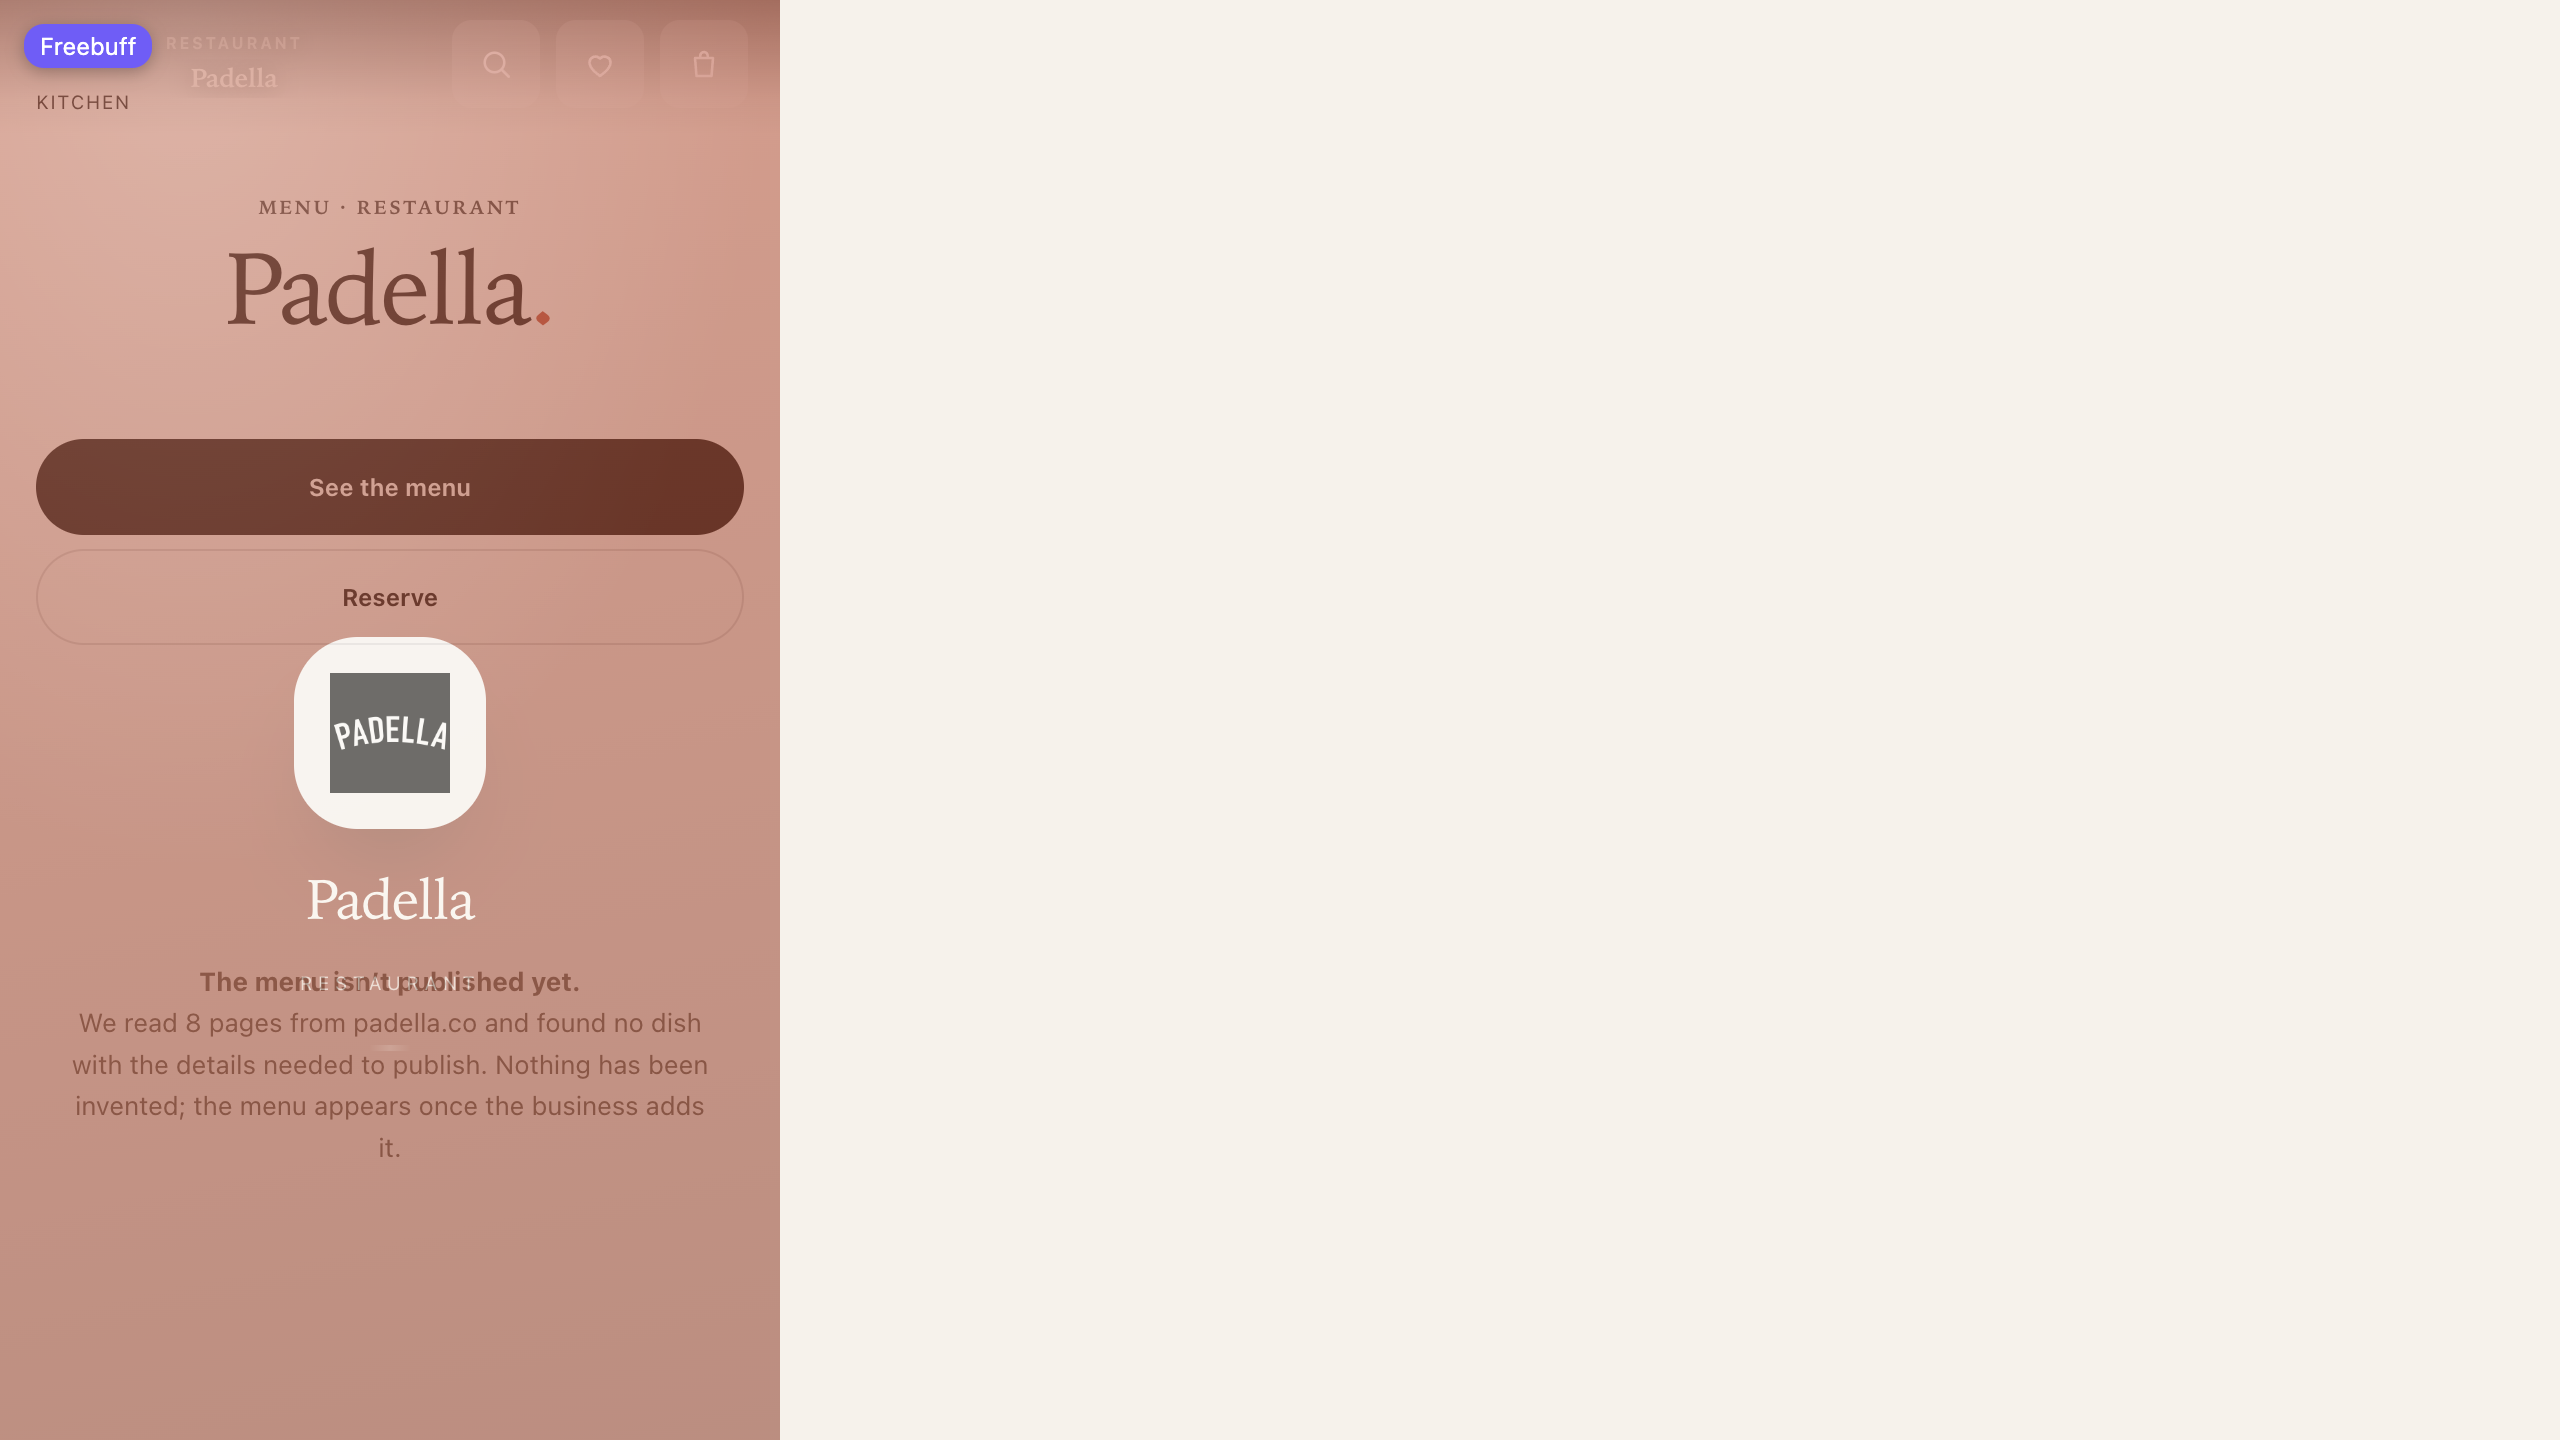 Freebuff
RESTAURANT
Padella
KITCHEN
MENU · RESTAURANT
Padella.
See the menu
Reserve
PADELLA
Padella
The menu isn't published yet.
RESTAURANT
We read 8 pages from padella.co and found no dish
with the details needed to publish. Nothing has been
invented; the menu appears once the business adds
it.